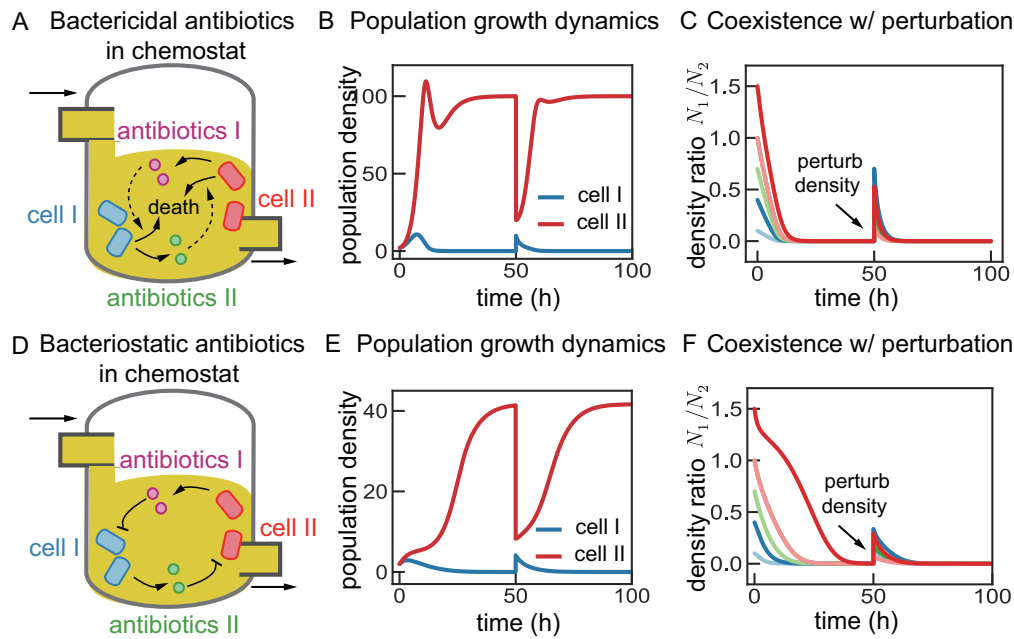 A Bactericidal antibiotics
in chemostat
antibiotics I
cell I
death
cell II
antibiotics II
B Population growth dynamics
population density
100
50
0
cell I
cell II
0 50 100
time (h)
C Coexistence w/ perturbation
density ratio N₁/N₂
1.5
1.0
0.5
0.0
perturb
density
0 50 100
time (h)
D Bacteriostatic antibiotics
in chemostat
antibiotics I
cell I
cell II
antibiotics II
E Population growth dynamics
population density
40
20
0
cell I
cell II
0 50 100
time (h)
F Coexistence w/ perturbation
density ratio N₁/N₂
1.5
1.0
0.5
0.0
perturb
density
0 50 100
time (h)